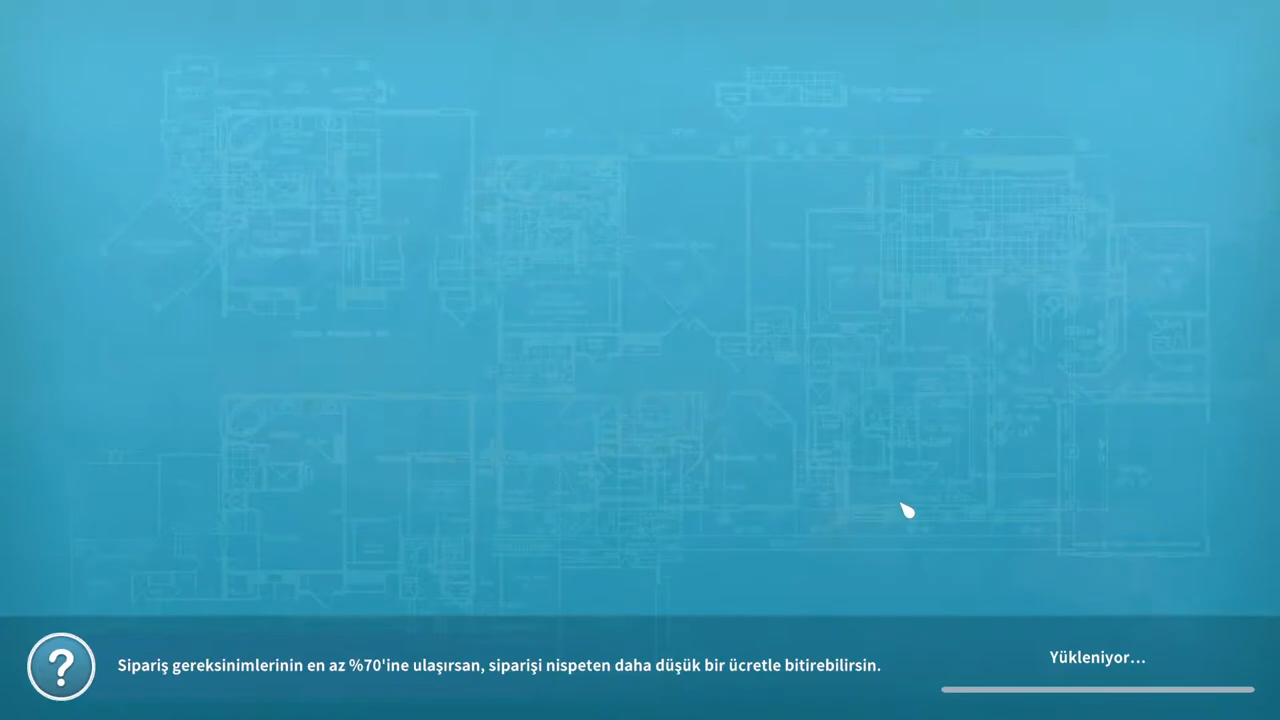 Sipariş gereksinimlerinin en az %70'ine ulaşırsan, siparişi nispeten daha düşük bir ücretle bitirebilirsin.
Yükleniyor...